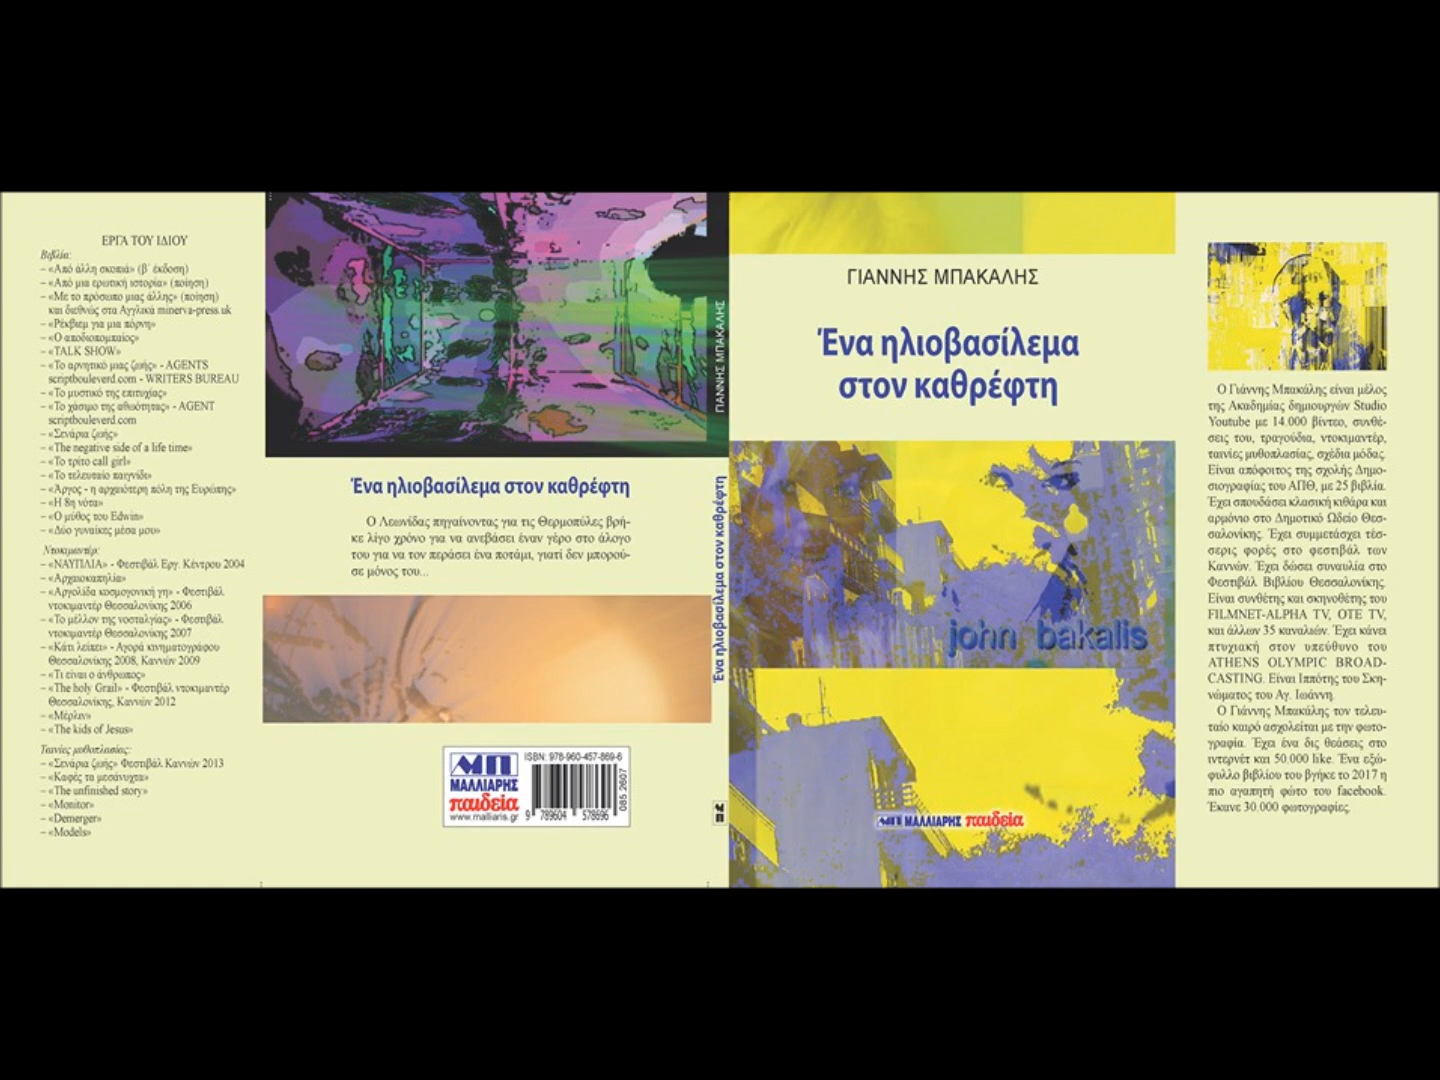 ΕΡΓΑ ΤΟΥ ΙΔΙΟΥ
Βιβλία:
– «Από άλλη σκοπιά» (β΄ έκδοση)
– «Από μια ερωτική ιστορία» (ποίηση)
– «Με το πρόσωπο μιας άλλης» (ποίηση)
και διεθνώς στα Αγγλικά minerva-press.uk
– «Ρέκβιεμ για μια πόρνη»
– «Ο αποδιοπομπαίος»
– «TALK SHOW»
– «Το αρνητικό μιας ζωής» - AGENTS
scriptbouleverd.com - WRITERS BUREAU
– «Το μυστικό της επιτυχίας»
– «Το χάσιμο της αθωότητας» - AGENT
scriptbouleverd.com
– «Σενάρια ζωής»
– «The negative side of a life time»
– «Το τρίτο call girl»
– «Το τελευταίο παιχνίδι»
– «Άργος - η αρχαιότερη πόλη της Ευρώπης»
– «Η 8η νότα»
– «Ο μύθος του Edwin»
– «Δύο γυναίκες μέσα μου»
Ντοκιμαντέρ:
– «ΝΑΥΠΛΙΑ» - Φεστιβάλ Εργ. Κέντρου 2004
– «Αρχαιοκαπηλία»
– «Αργολίδα κοσμογονική γη» - Φεστιβάλ
ντοκιμαντέρ Θεσσαλονίκης 2006
– «Το μέλλον της νοσταλγίας» - Φεστιβάλ
ντοκιμαντέρ Θεσσαλονίκης 2007
– «Κάτι λείπει» - Αγορά κινηματογράφου
Θεσσαλονίκης 2008, Καννών 2009
– «Τι είναι ο άνθρωπος»
– «The holy Grail» - Φεστιβάλ ντοκιμαντέρ
Θεσσαλονίκης, Καννών 2012
– «Μέρλιν»
– «The kids of Jesus»
Ταινίες μυθοπλασίας:
– «Σενάρια ζωής» Φεστιβάλ Καννών 2013
– «Καφές τα μεσάνυχτα»
– «The unfinished story»
– «Monitor»
– «Demerger»
– «Models»
Ένα ηλιοβασίλεμα στον καθρέφτη
Ο Λεωνίδας πηγαίνοντας για τις Θερμοπύλες βρή-
κε λίγο χρόνο για να ανεβάσει έναν γέρο στο άλογο
του για να τον περάσει ένα ποτάμι, γιατί δεν μπορού-
σε μόνος του...
ΜΠ
ΜΑΛΛΙΑΡΗΣ
παιδεία
www.malliaris.gr
ISBN: 978-960-457-869-6
9 789604 578696
085.2607
ΓΙΑΝΝΗΣ ΜΠΑΚΑΛΗΣ
Ένα ηλιοβασίλεμα στον καθρέφτη
ΓΙΑΝΝΗΣ ΜΠΑΚΑΛΗΣ
Ένα ηλιοβασίλεμα
στον καθρέφτη
john bakalis
ΜΠ ΜΑΛΛΙΑΡΗΣ παιδεία
Ο Γιάννης Μπακάλης είναι μέλος
της Ακαδημίας δημιουργών Studio
Youtube με 14.000 βίντεο, συνθέ-
σεις του, τραγούδια, ντοκιμαντέρ,
ταινίες μυθοπλασίας, σχέδια μόδας.
Είναι απόφοιτος της σχολής Δημο-
σιογραφίας του ΑΠΘ, με 25 βιβλία.
Έχει σπουδάσει κλασική κιθάρα και
αρμόνιο στο Δημοτικό Ωδείο Θεσ-
σαλονίκης. Έχει συμμετάσχει τέσ-
σερις φορές στο φεστιβάλ των
Καννών. Έχει δώσει συναυλία στο
Φεστιβάλ Βιβλίου Θεσσαλονίκης.
Είναι συνθέτης και σκηνοθέτης του
FILMNET-ALPHA TV, OTE TV,
και άλλων 35 καναλιών. Έχει κάνει
πτυχιακή στον υπεύθυνο του
ATHENS OLYMPIC BROAD-
CASTING. Είναι Ιππότης του Σκη-
νώματος του Αγ. Ιωάννη.
Ο Γιάννης Μπακάλης τον τελευ-
ταίο καιρό ασχολείται με την φωτο-
γραφία. Έχει ένα δις θεάσεις στο
ιντερνέτ και 50.000 like. Ένα εξώ-
φυλλο βιβλίου του βγήκε το 2017 η
πιο αγαπητή φώτο του facebook.
Έκανε 30.000 φωτογραφίες.